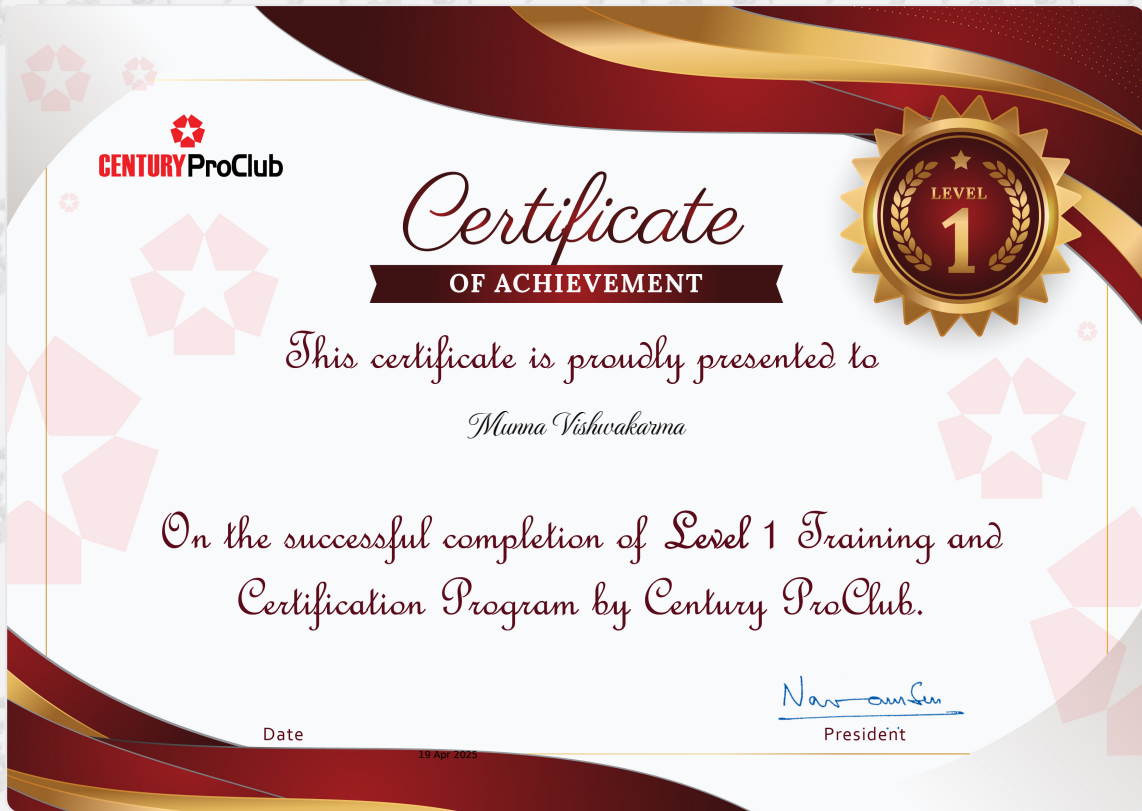 CENTURY ProClub
LEVEL
1
Certificate
OF ACHIEVEMENT
This certificate is proudly presented to
Munna Vishwakarma
On the successful completion of Level 1 Training and
Certification Program by Century ProClub.
Date
President
19 Apr 2025